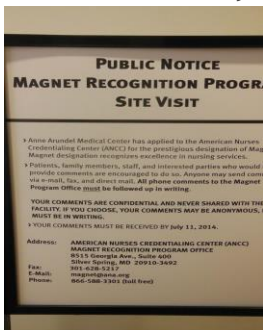 PUBLIC NOTICE
MAGNET RECOGNITION PROGRA
SITE VISIT
Anne Arundel Medical Center has applied to the American Nurses
Credentialing Center (ANCC) for the prestigious designation of Mag
Magnet designation recognizes excellence in nursing services.
Patients, family members, staff, and interested parties who would
provide comments are encouraged to do so. Anyone may send com
via e-mail, fax, and direct mail. All phone comments to the Magnet
Program Office must be followed up in writing.
YOUR COMMENTS ARE CONFIDENTIAL AND NEVER SHARED WITH THE
FACILITY. IF YOU CHOOSE, YOUR COMMENTS MAY BE ANONYMOUS,
MUST BE IN WRITING.
YOUR COMMENTS MUST BE RECEIVED BY July 11, 2014.
Address: AMERICAN NURSES CREDENTIALING CENTER (ANCC)
MAGNET RECOGNITION PROGRAM OFFICE
8515 Georgia Ave., Suite 400
Silver Spring, MD 20910-3492
Fax: 301-628-5217
E-Mail: magnet@ana.org
Phone: 866-588-3301 (toll free)